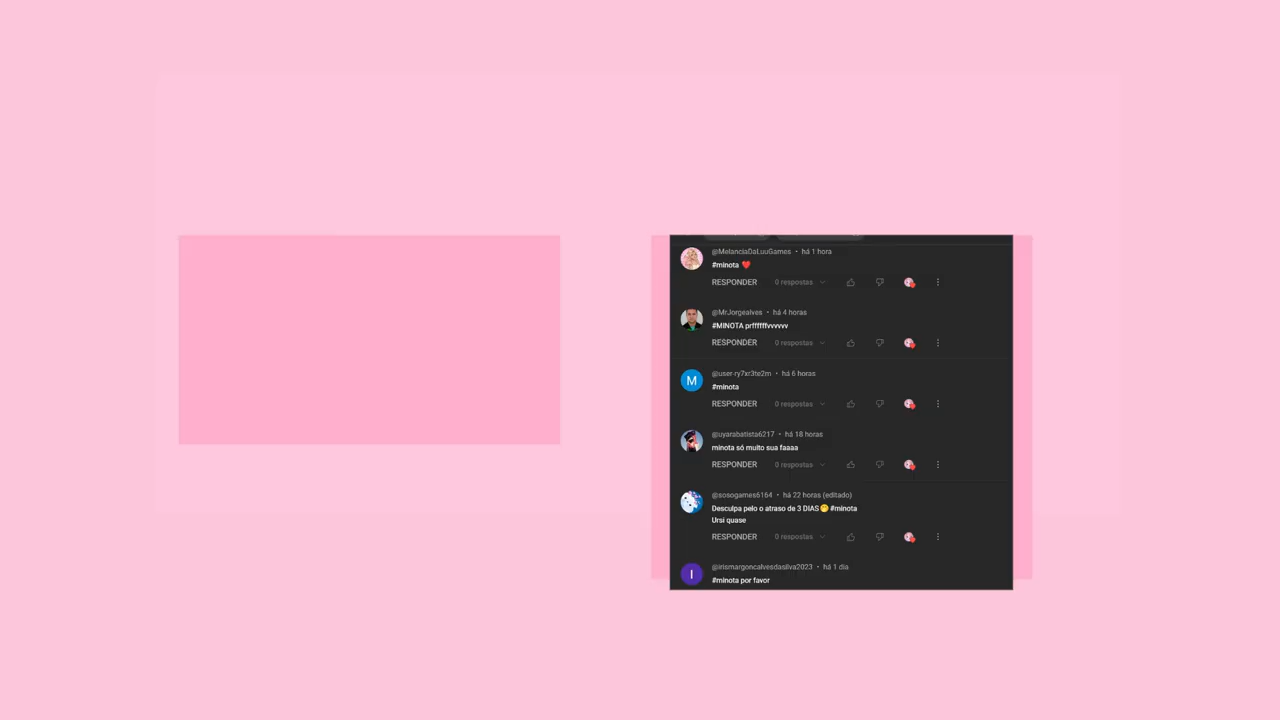 @MelanciaDaLuuGames • há 1 hora
#minota ❤️
RESPONDER 0 respostas
@MrJorgealves • há 4 horas
#MINOTA prffffffvvvvvv
RESPONDER 0 respostas
M
@user-ry7xr3te2m • há 6 horas
#minota
RESPONDER 0 respostas
@uyarabatista6217 • há 18 horas
minota só muito sua faaaa
RESPONDER 0 respostas
@sosogames6164 • há 22 horas (editado)
Desculpa pelo o atraso de 3 DIAS🤭 #minota
Ursi quase
RESPONDER 0 respostas
I
@irismargoncalvesdasilva2023 • há 1 dia
#minota por favor